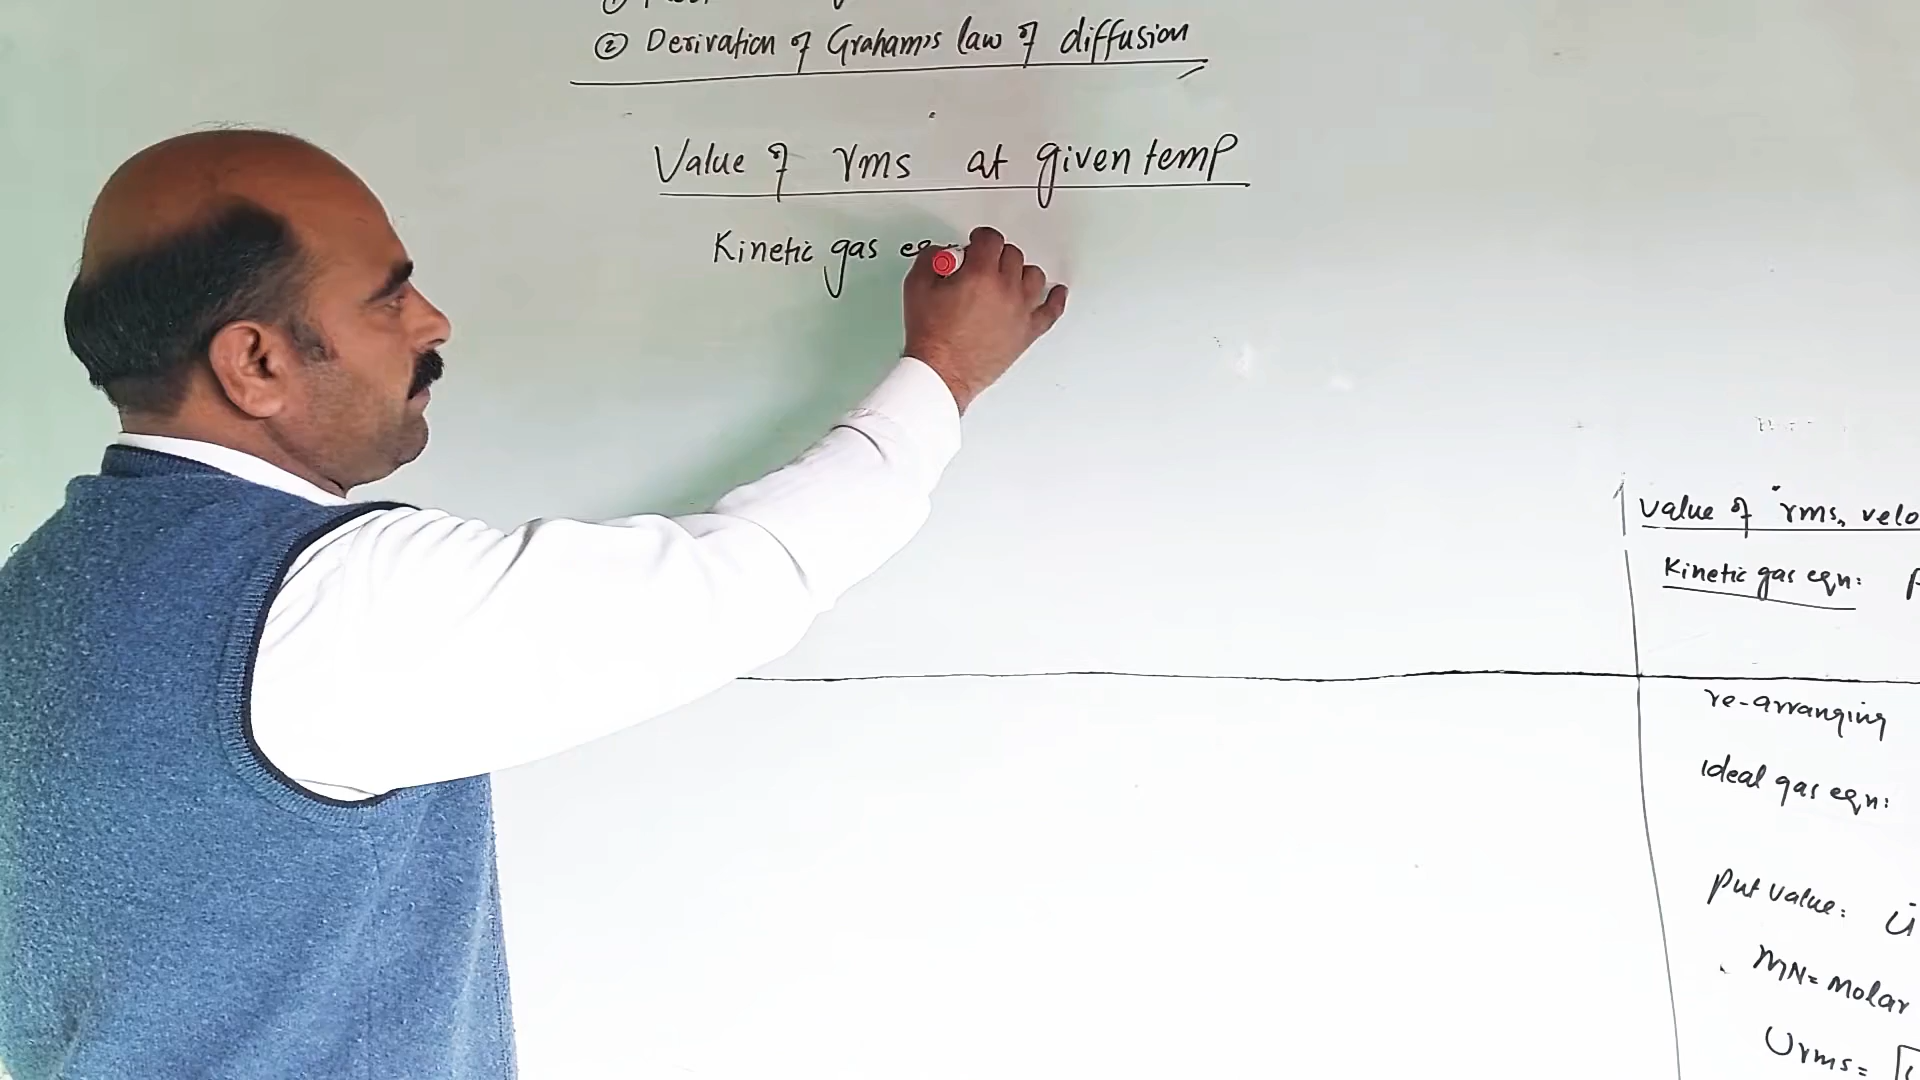 ② Derivation of Graham's law of diffusion
Value of rms at given temp
Kinetic gas
value of rms,
Kinetic gas eqn:
re-arranging
ideal gas eqn:
put value:
mN= molar
Urms=